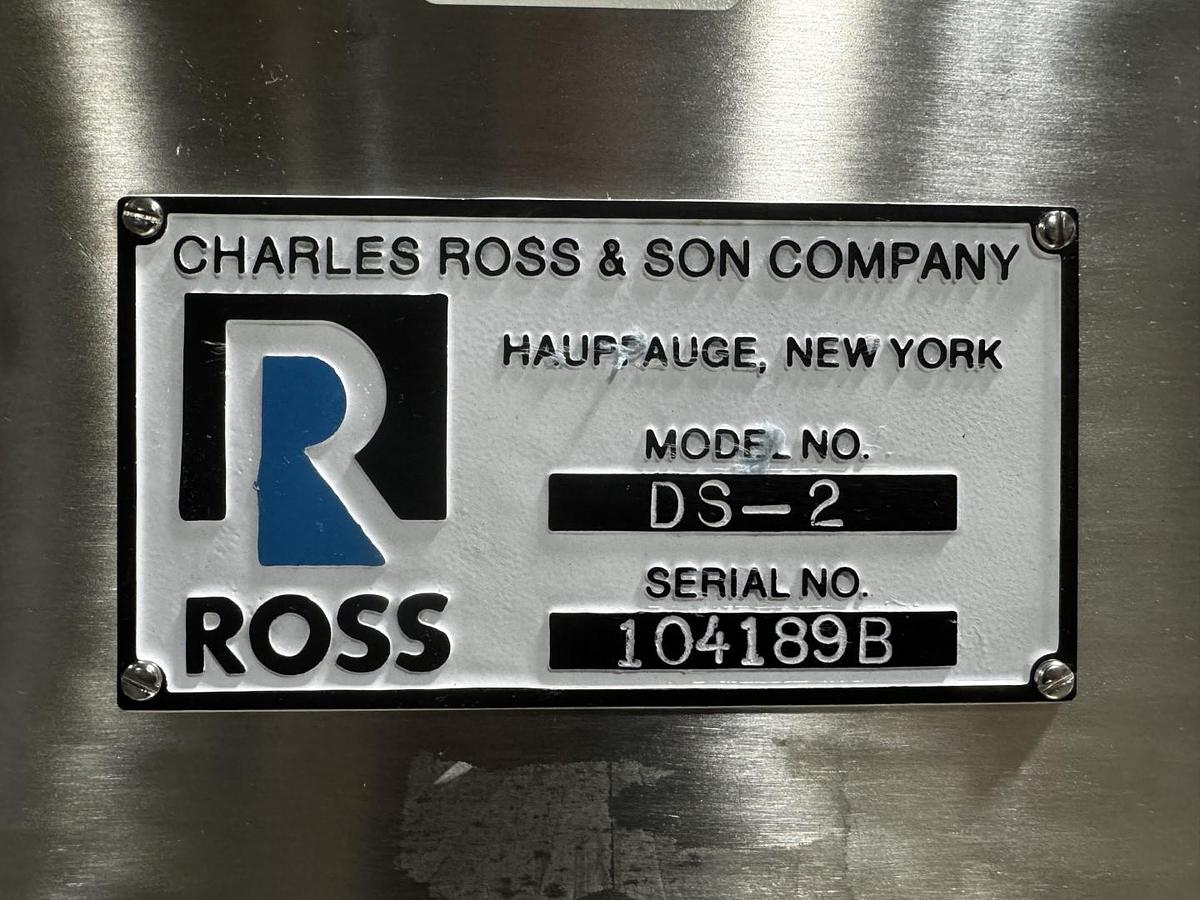 CHARLES ROSS & SON COMPANY
HAUPPAUGE, NEW YORK
MODEL NO.
DS-2
SERIAL NO.
104189B
R
ROSS